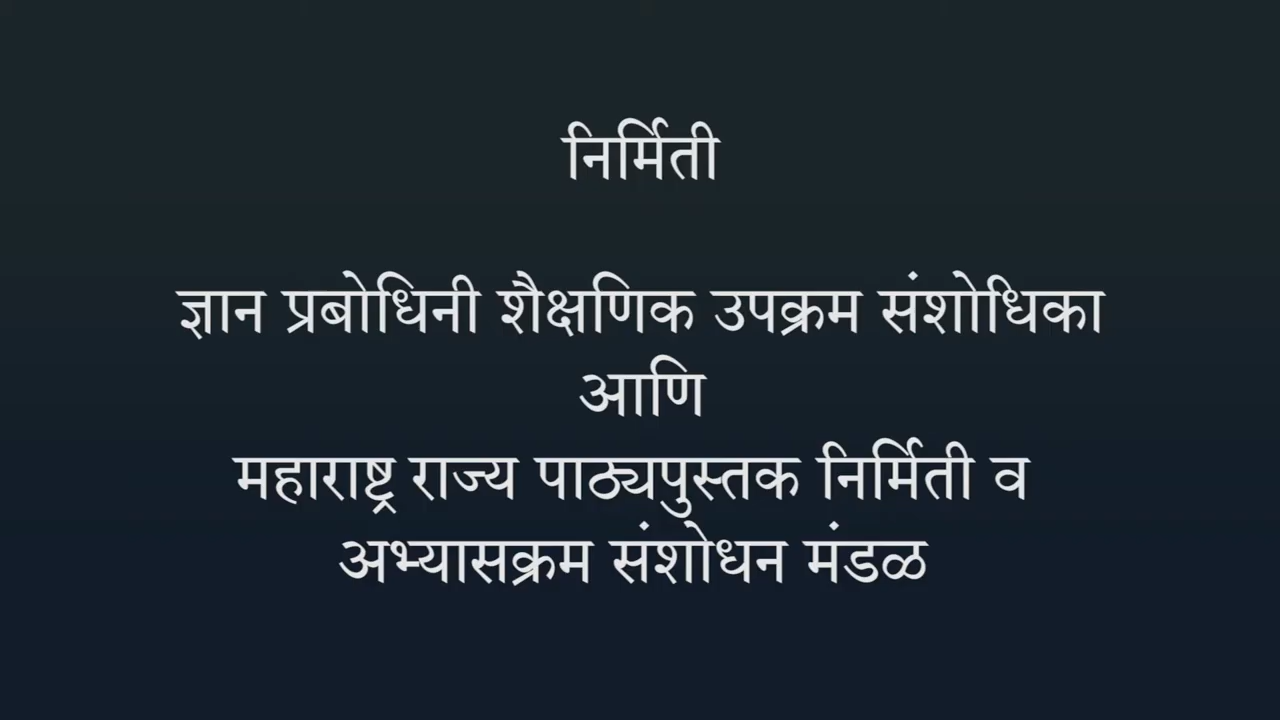 निर्मिती
ज्ञान प्रबोधिनी शैक्षणिक उपक्रम संशोधिका
आणि
महाराष्ट्र राज्य पाठ्यपुस्तक निर्मिती व
अभ्यासक्रम संशोधन मंडळ